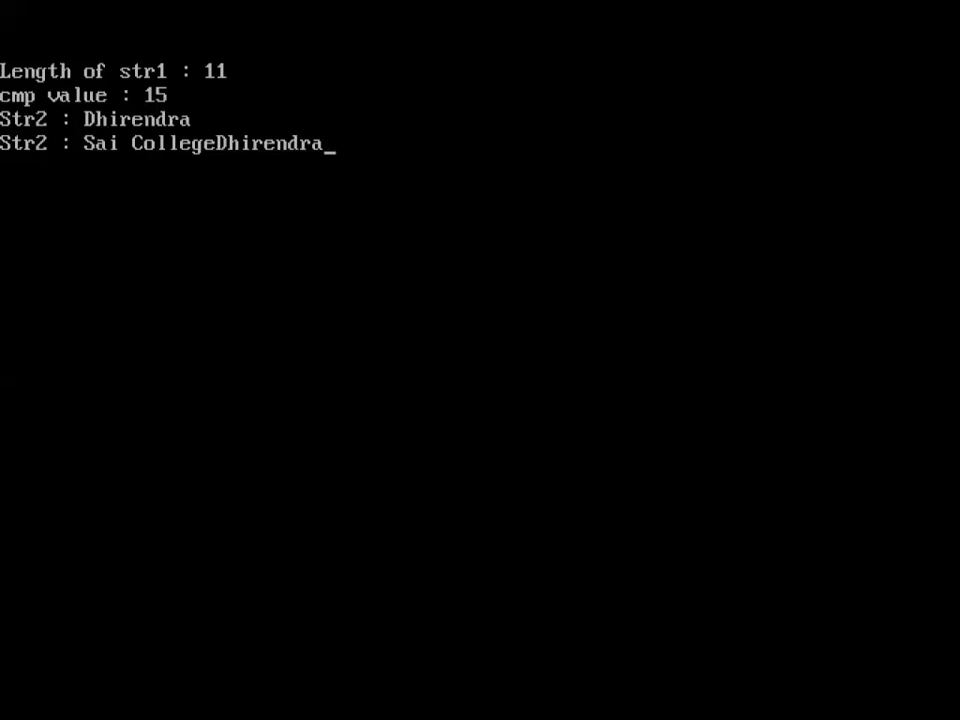 Length of str1 : 11
cmp value : 15
Str2 : Dhirendra
Str2 : Sai CollegeDhirendra_